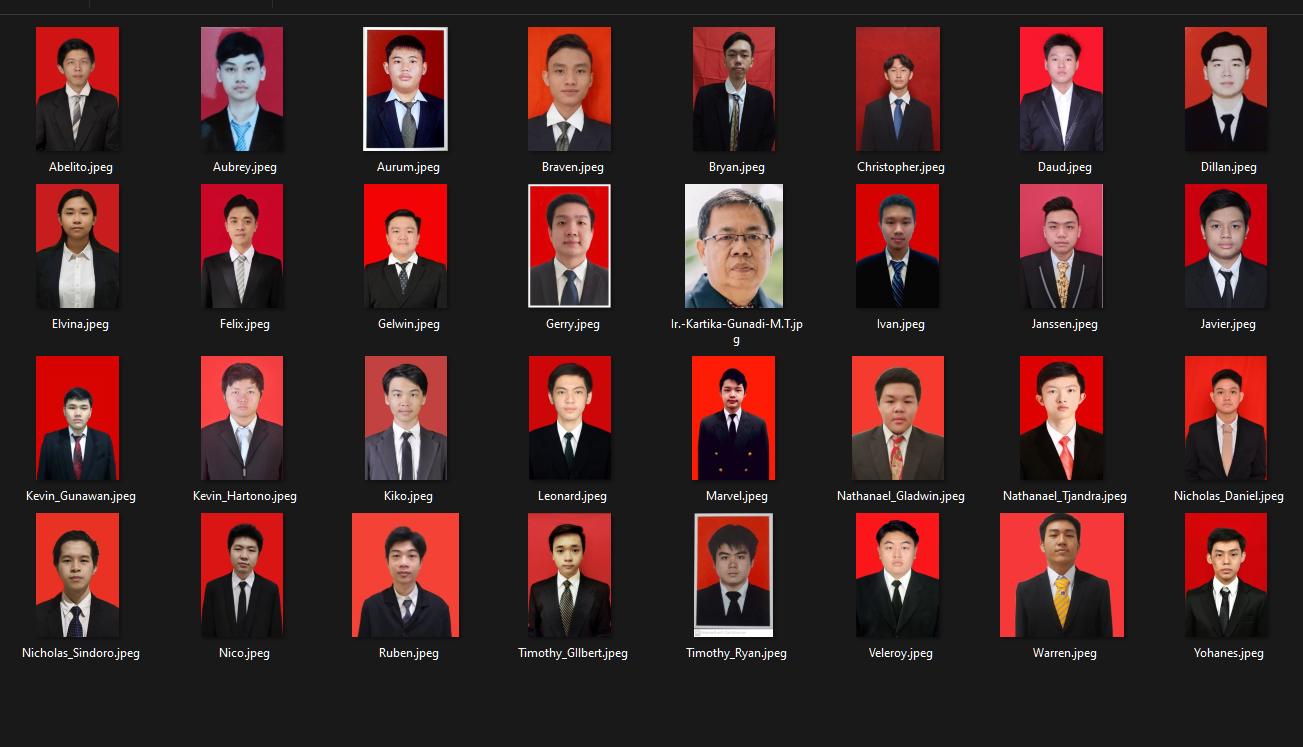 Abelito.jpeg
Aubrey.jpeg
Aurum.jpeg
Braven.jpeg
Bryan.jpeg
Christopher.jpeg
Daud.jpeg
Dillan.jpeg
Elvina.jpeg
Felix.jpeg
Gelwin.jpeg
Gerry.jpeg
Ir.-Kartika-Gunadi-M.T.jp
g
Ivan.jpeg
Janssen.jpeg
Javier.jpeg
Kevin_Gunawan.jpeg
Kevin_Hartono.jpeg
Kiko.jpeg
Leonard.jpeg
Marvel.jpeg
Nathanael_Gladwin.jpeg
Nathanael_Tjandra.jpeg
Nicholas_Daniel.jpeg
Nicholas_Sindoro.jpeg
Nico.jpeg
Ruben.jpeg
Timothy_GIlbert.jpeg
Timothy_Ryan.jpeg
Veleroy.jpeg
Warren.jpeg
Yohanes.jpeg